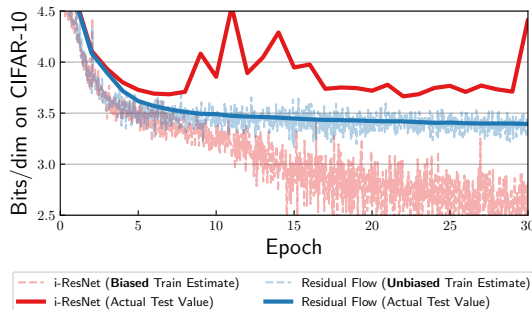 Bits/dim on CIFAR-10
4.5
4.0
3.5
3.0
2.5
0 5 10 15 20 25 30
Epoch
i-ResNet (Biased Train Estimate) Residual Flow (Unbiased Train Estimate)
i-ResNet (Actual Test Value) Residual Flow (Actual Test Value)